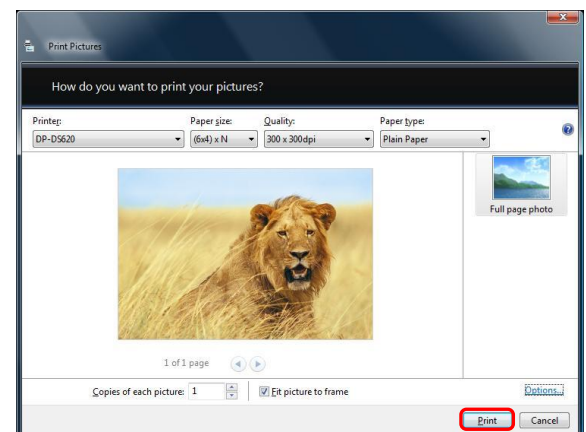 Print Pictures
How do you want to print your pictures?
Printer: Paper size: Quality: Paper type:
DP-DS620 (6x4) x N 300 x 300dpi Plain Paper
Full page photo
1 of 1 page
Copies of each picture: 1 Fit picture to frame Options...
Print Cancel